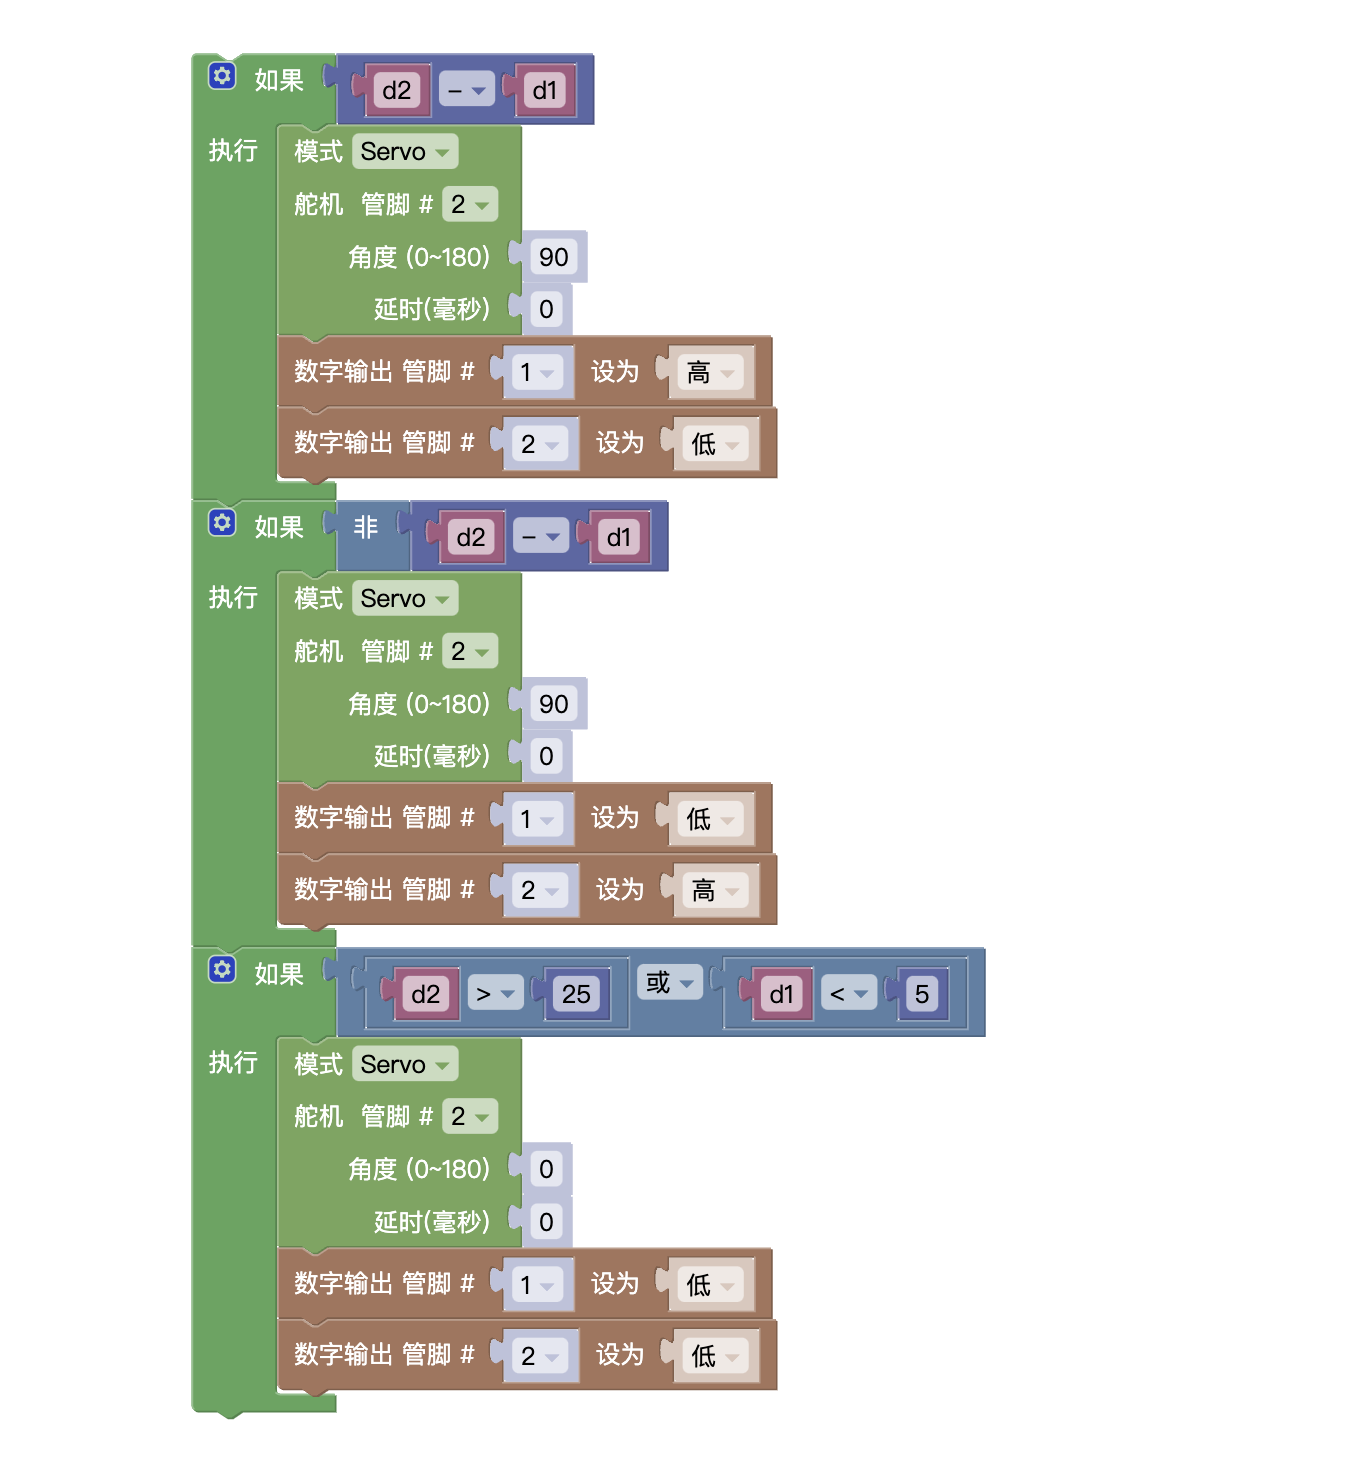 如果 d2 - d1
执行 模式 Servo
舵机 管脚 # 2
角度 (0~180) 90
延时(毫秒) 0
数字输出 管脚 # 1 设为 高
数字输出 管脚 # 2 设为 低
如果 非 d2 - d1
执行 模式 Servo
舵机 管脚 # 2
角度 (0~180) 90
延时(毫秒) 0
数字输出 管脚 # 1 设为 低
数字输出 管脚 # 2 设为 高
如果 d2 > 25 或 d1 < 5
执行 模式 Servo
舵机 管脚 # 2
角度 (0~180) 0
延时(毫秒) 0
数字输出 管脚 # 1 设为 低
数字输出 管脚 # 2 设为 低